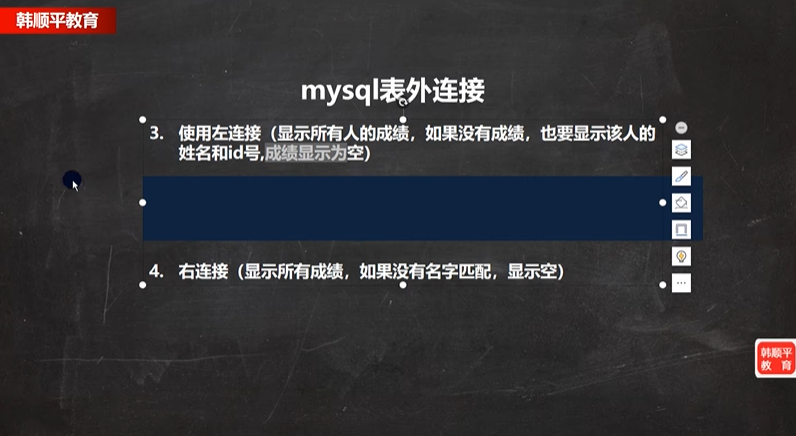 韩顺平教育
mysql表外连接
3. 使用左连接（显示所有人的成绩，如果没有成绩，也要显示该人的
姓名和id号,成绩显示为空）
4. 右连接（显示所有成绩，如果没有名字匹配，显示空）
韩顺平
教 育